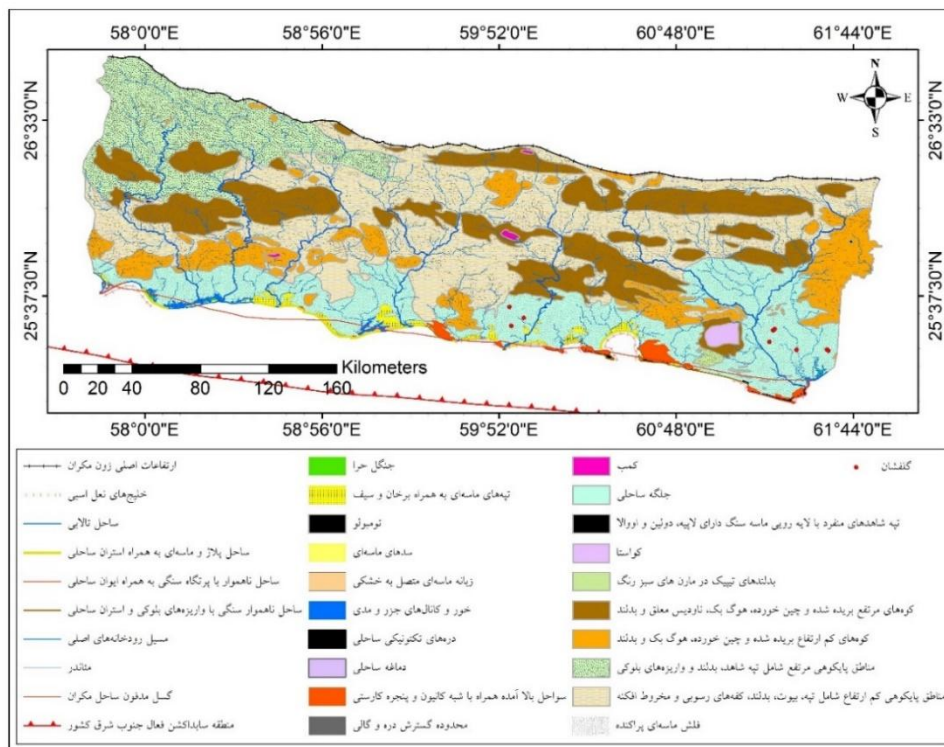 58°0'0"E 58°56'0"E 59°52'0"E 60°48'0"E 61°44'0"E
N
W E
S
26°33'0"N 26°33'0"N
25°37'30"N 25°37'30"N
Kilometers
0 20 40 80 120 160
58°0'0"E 58°56'0"E 59°52'0"E 60°48'0"E 61°44'0"E
گلفشان
کمب
جنگل حرا
ارتفاعات اصلی زون مکران
جلگه ساحلی
تپه‌های ماسه‌ای به همراه برخان و سیف
خلیج‌های نعل اسبی
تپه شاهدهای منفرد با لایه رویی ماسه سنگ دارای لاپیه، دوئین و اووالا
تومبولو
ساحل تالابی
کواستا
سدهای ماسه‌ای
ساحل پلاژ و ماسه‌ای به همراه استران ساحلی
بدلندهای تیپیک در مارن های سبز رنگ
زبانه ماسه‌ای متصل به خشکی
ساحل ناهموار با پرتگاه سنگی به همراه ایوان ساحلی
کوه‌های مرتفع بریده شده و چین خورده، هوگ بک، ناودیس معلق و بدلند
خور و کانال‌های جزر و مدی
ساحل ناهموار سنگی با واریزه‌های بلوکی و استران ساحلی
کوه‌های کم ارتفاع بریده شده و چین خورده، هوگ بک و بدلند
دره‌های تکتونیکی ساحلی
مسیل رودخانه‌های اصلی
مناطق پایکوهی مرتفع شامل تپه شاهد، بدلند و واریزه‌های بلوکی
دماغه ساحلی
مئاندر
مناطق پایکوهی کم ارتفاع شامل تپه، بیوت، بدلند، کفه‌های رسوبی و مخروط افکنه
سواحل بالا آمده همراه با شبه کانیون و پنجره کارستی
گسل مدفون ساحل مکران
فلش ماسه‌ای پراکنده
محدوده گسترش دره و گالی
منطقه سابداکشن فعال جنوب شرق کشور